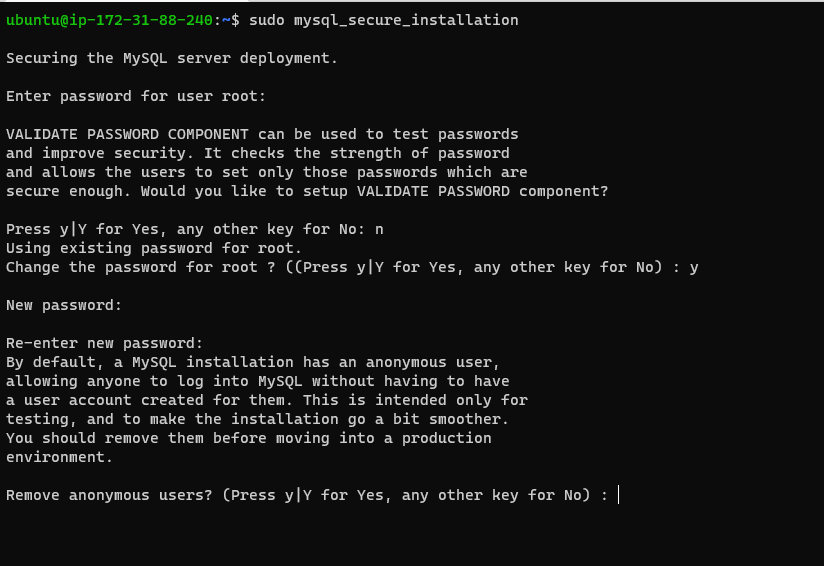 ubuntu@ip-172-31-88-240:~$ sudo mysql_secure_installation
Securing the MySQL server deployment.
Enter password for user root:
VALIDATE PASSWORD COMPONENT can be used to test passwords
and improve security. It checks the strength of password
and allows the users to set only those passwords which are
secure enough. Would you like to setup VALIDATE PASSWORD component?
Press y|Y for Yes, any other key for No: n
Using existing password for root.
Change the password for root ? ((Press y|Y for Yes, any other key for No) : y
New password:
Re-enter new password:
By default, a MySQL installation has an anonymous user,
allowing anyone to log into MySQL without having to have
a user account created for them. This is intended only for
testing, and to make the installation go a bit smoother.
You should remove them before moving into a production
environment.
Remove anonymous users? (Press y|Y for Yes, any other key for No) :